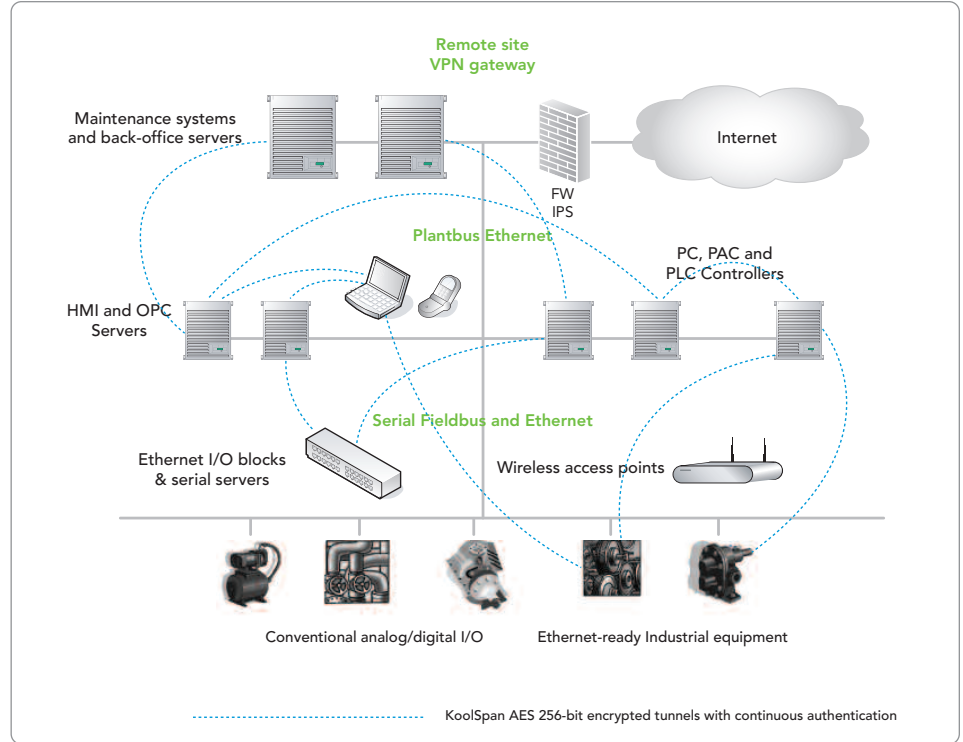 Remote site
VPN gateway
Maintenance systems
and back-office servers
Internet
FW
IPS
Plantbus Ethernet
PC, PAC and
PLC Controllers
HMI and OPC
Servers
Serial Fieldbus and Ethernet
Ethernet I/O blocks
& serial servers
Wireless access points
Conventional analog/digital I/O
Ethernet-ready Industrial equipment
KoolSpan AES 256-bit encrypted tunnels with continuous authentication